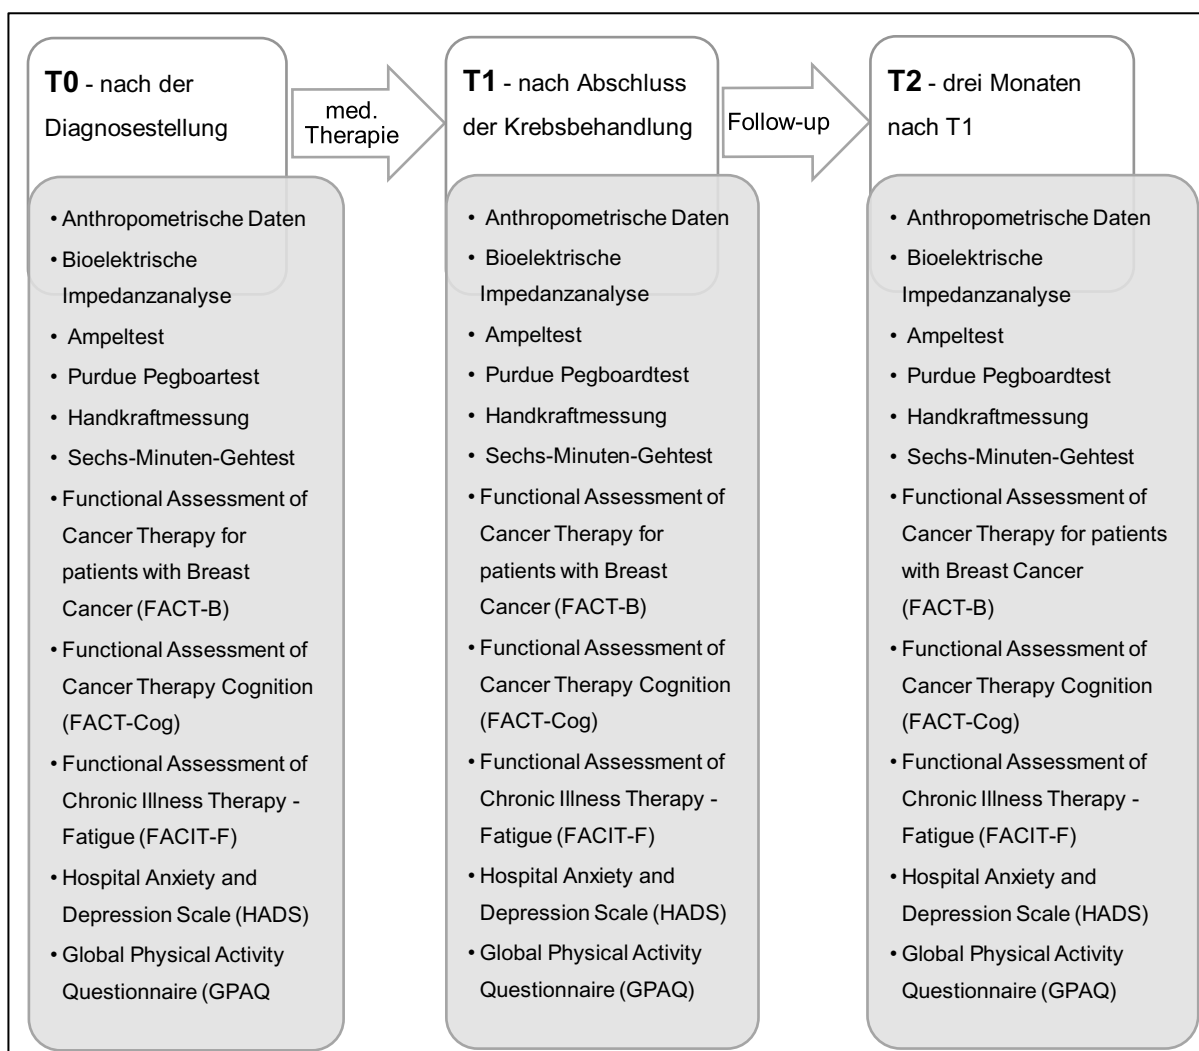 T0 - nach der
Diagnosestellung
• Anthropometrische Daten
• Bioelektrische
Impedanzanalyse
• Ampeltest
• Purdue Pegboartest
• Handkraftmessung
• Sechs-Minuten-Gehtest
• Functional Assessment of
Cancer Therapy for
patients with Breast
Cancer (FACT-B)
• Functional Assessment of
Cancer Therapy Cognition
(FACT-Cog)
• Functional Assessment of
Chronic Illness Therapy -
Fatigue (FACIT-F)
• Hospital Anxiety and
Depression Scale (HADS)
• Global Physical Activity
Questionnaire (GPAQ
med.
Therapie
T1 - nach Abschluss
der Krebsbehandlung
• Anthropometrische Daten
• Bioelektrische
Impedanzanalyse
• Ampeltest
• Purdue Pegboardtest
• Handkraftmessung
• Sechs-Minuten-Gehtest
• Functional Assessment of
Cancer Therapy for
patients with Breast
Cancer (FACT-B)
• Functional Assessment of
Cancer Therapy Cognition
(FACT-Cog)
• Functional Assessment of
Chronic Illness Therapy -
Fatigue (FACIT-F)
• Hospital Anxiety and
Depression Scale (HADS)
• Global Physical Activity
Questionnaire (GPAQ)
Follow-up
T2 - drei Monaten
nach T1
• Anthropometrische Daten
• Bioelektrische
Impedanzanalyse
• Ampeltest
• Purdue Pegboardtest
• Handkraftmessung
• Sechs-Minuten-Gehtest
• Functional Assessment of
Cancer Therapy for patients
with Breast Cancer
(FACT-B)
• Functional Assessment of
Cancer Therapy Cognition
(FACT-Cog)
• Functional Assessment of
Chronic Illness Therapy -
Fatigue (FACIT-F)
• Hospital Anxiety and
Depression Scale (HADS)
• Global Physical Activity
Questionnaire (GPAQ)